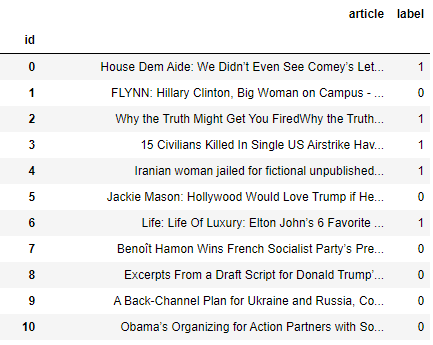 article label
id
0 House Dem Aide: We Didn’t Even See Comey’s Let... 1
1 FLYNN: Hillary Clinton, Big Woman on Campus - ... 0
2 Why the Truth Might Get You FiredWhy the Truth... 1
3 15 Civilians Killed In Single US Airstrike Hav... 1
4 Iranian woman jailed for fictional unpublished... 1
5 Jackie Mason: Hollywood Would Love Trump if He... 0
6 Life: Life Of Luxury: Elton John’s 6 Favorite ... 1
7 Benoît Hamon Wins French Socialist Party’s Pre... 0
8 Excerpts From a Draft Script for Donald Trump’... 0
9 A Back-Channel Plan for Ukraine and Russia, Co... 0
10 Obama’s Organizing for Action Partners with So... 0